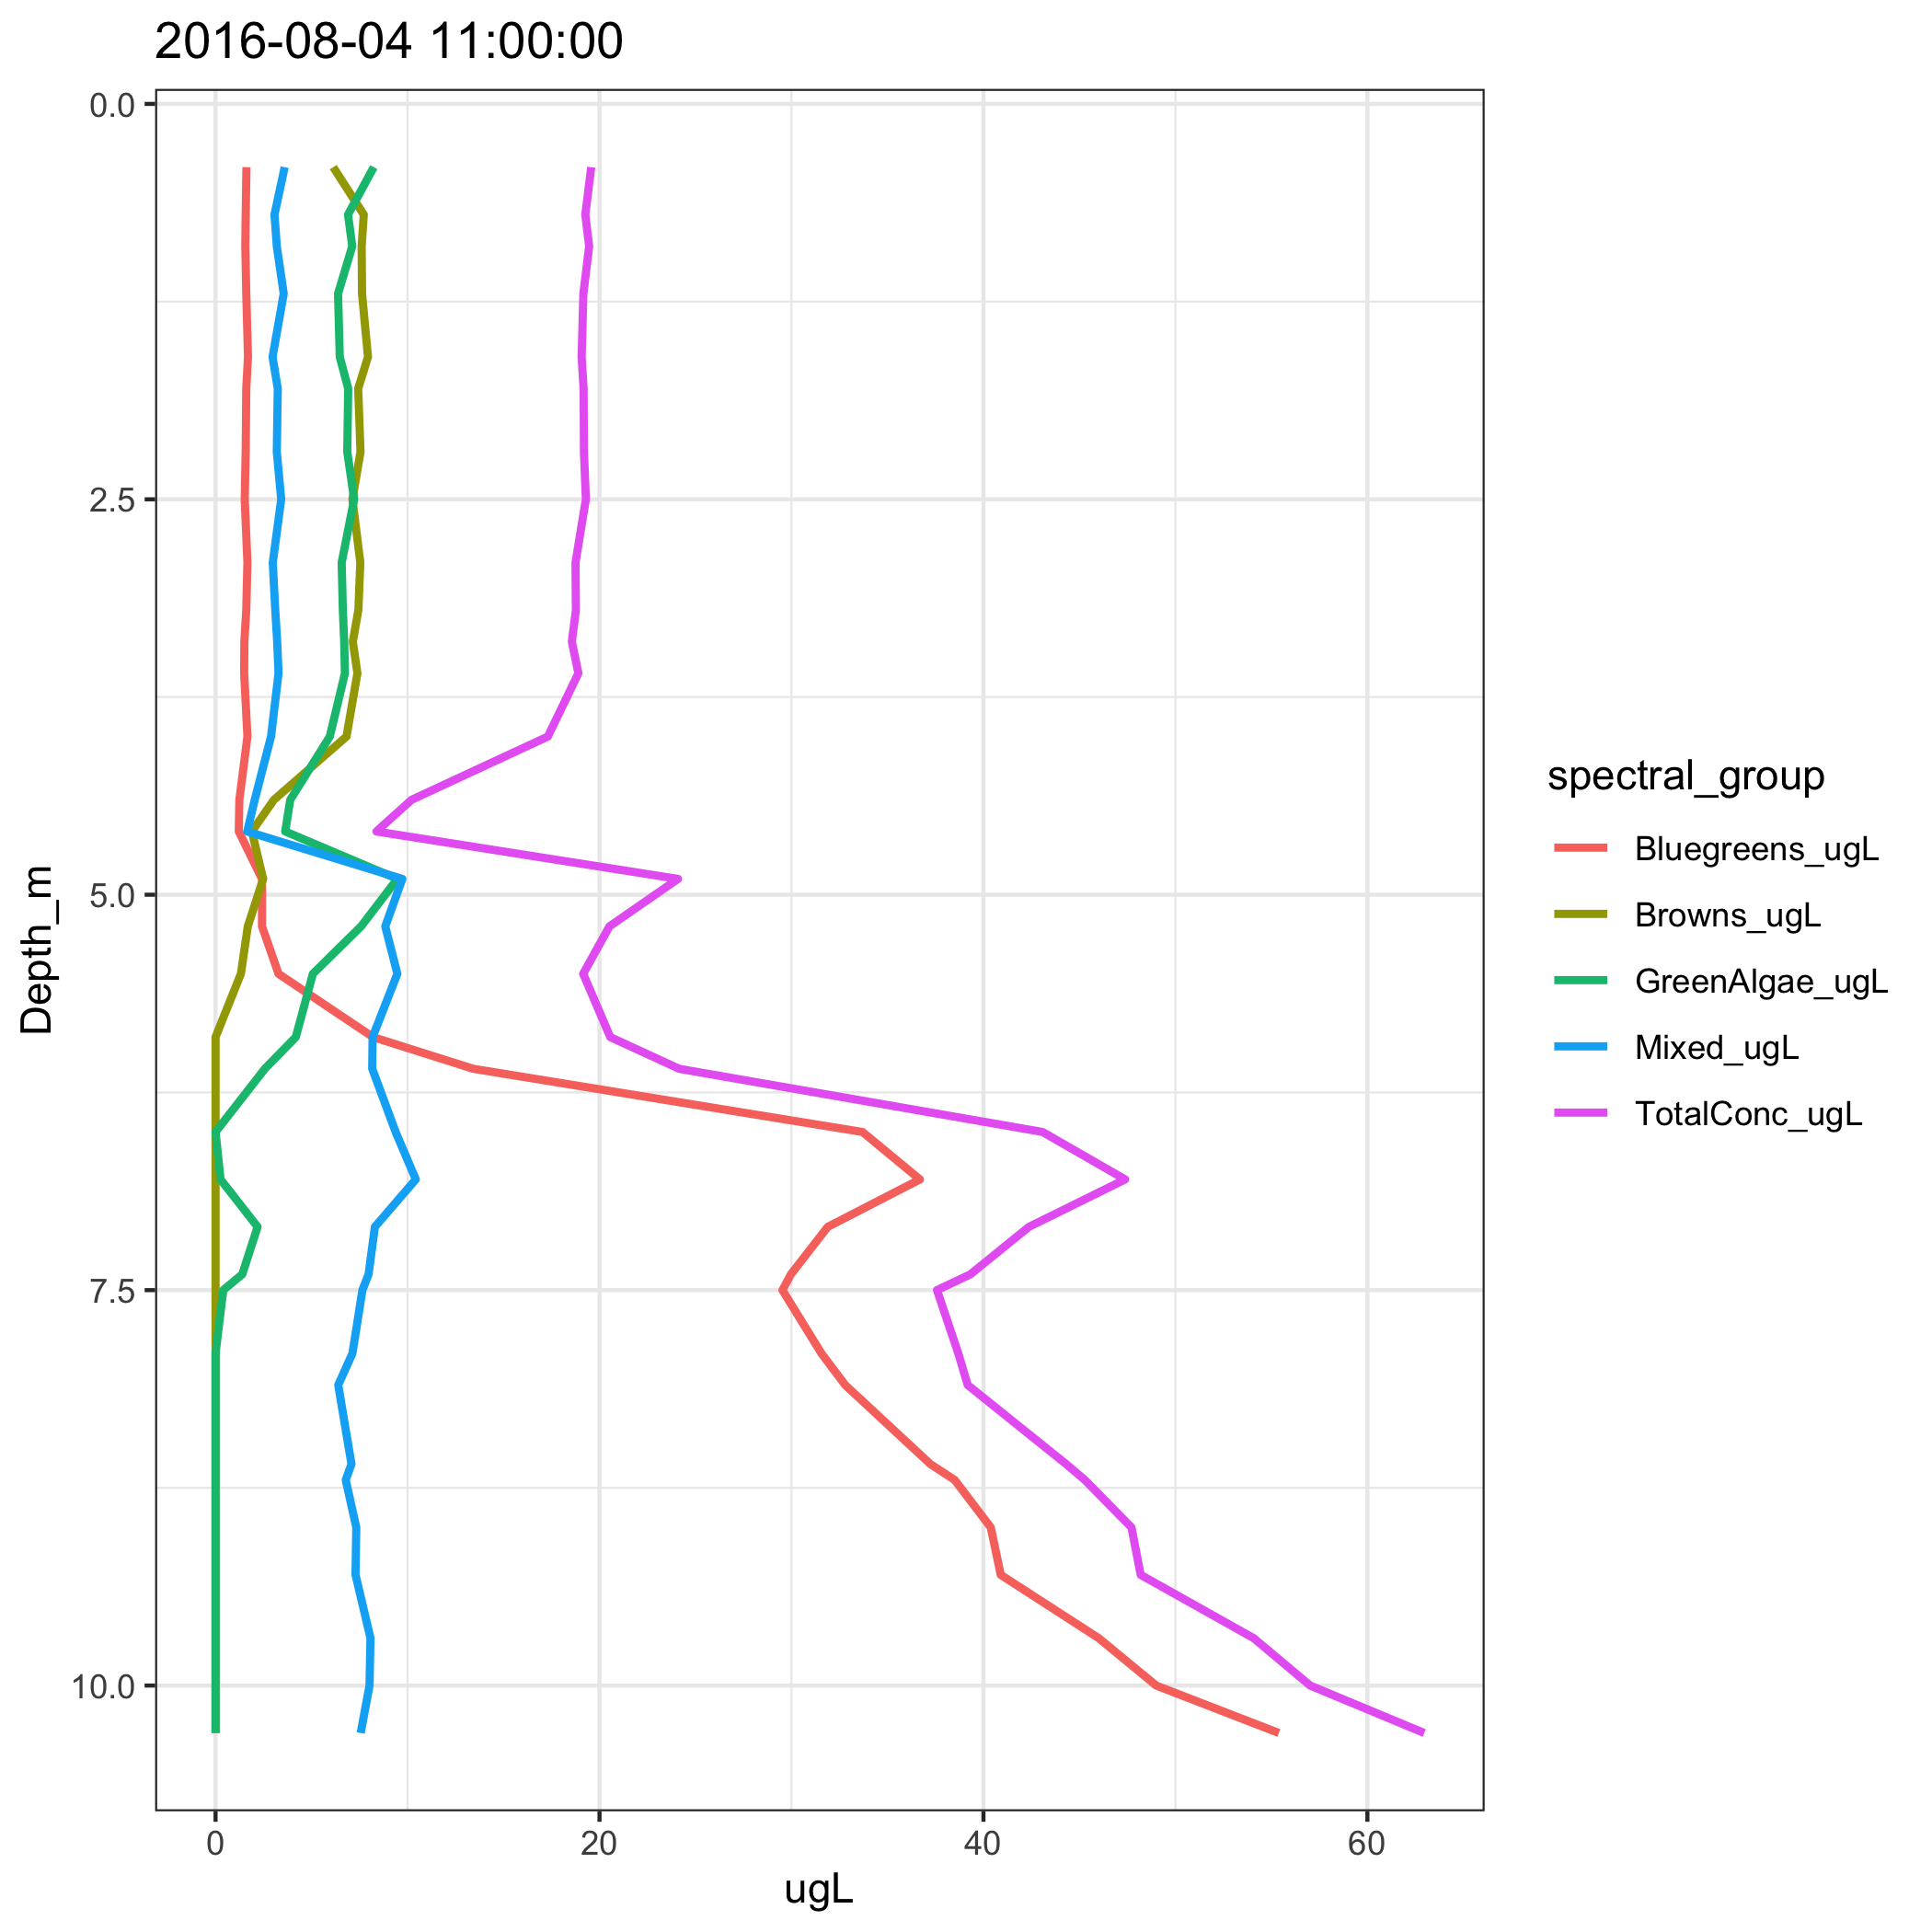 2016-08-04 11:00:00
0.0
2.5
5.0
7.5
10.0
Depth_m
0 20 40 60
ugL
spectral_group
Bluegreens_ugL
Browns_ugL
GreenAlgae_ugL
Mixed_ugL
TotalConc_ugL